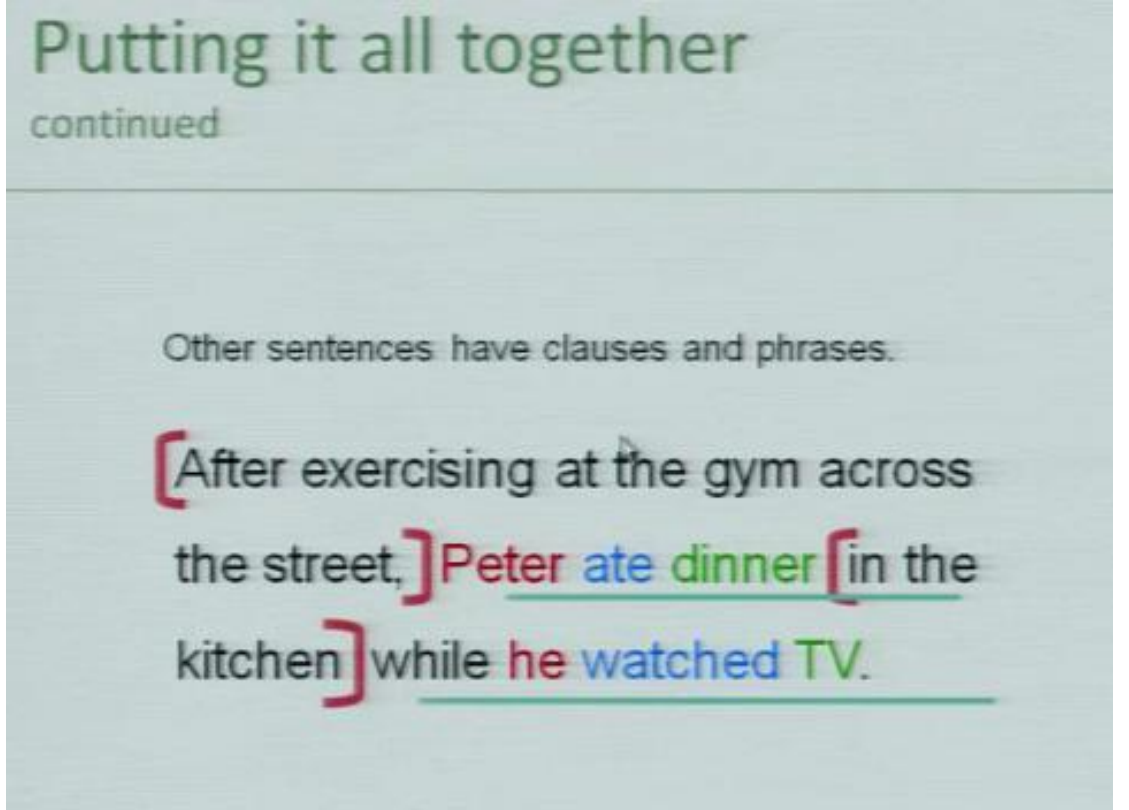 Putting it all together
continued
Other sentences have clauses and phrases.
[After exercising at the gym across
the street,] Peter ate dinner [in the
kitchen] while he watched TV.